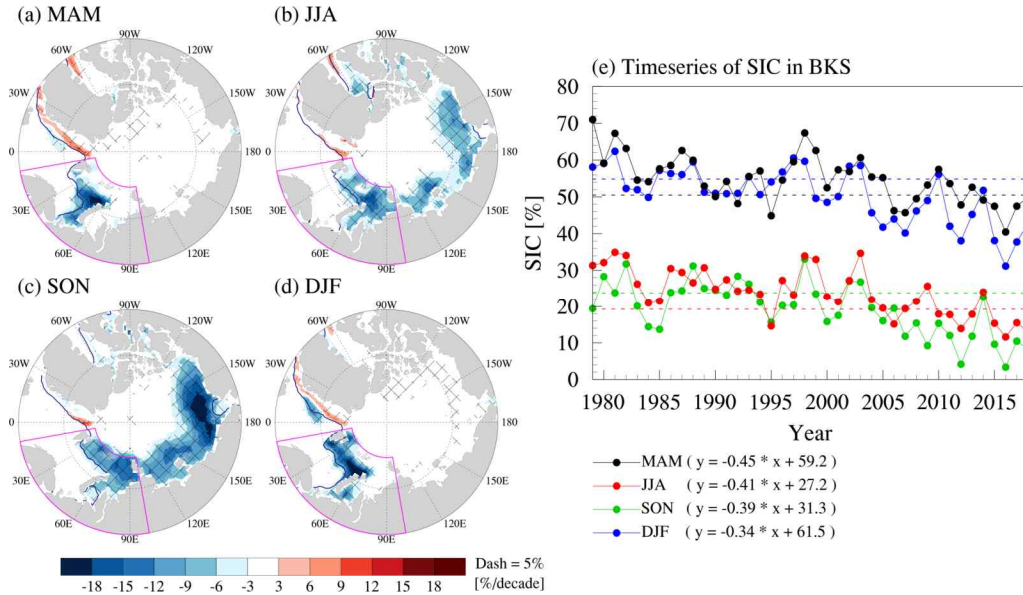 (a) MAM
90W
60W
120W
30W
150W
0
180
30E
150E
60E
120E
90E
(b) JJA
90W
60W
120W
30W
150W
0
180
30E
150E
60E
120E
90E
(c) SON
90W
60W
120W
30W
150W
0
180
30E
150E
60E
120E
90E
(d) DJF
90W
60W
120W
30W
150W
0
180
30E
150E
60E
120E
90E
-18 -15 -12 -9 -6 -3 3 6 9 12 15 18
Dash = 5%
[%/decade]
(e) Timeseries of SIC in BKS
SIC [%]
80
70
60
50
40
30
20
10
0
1980 1985 1990 1995 2000 2005 2010 2015
Year
MAM ( y = -0.45 * x + 59.2 )
JJA ( y = -0.41 * x + 27.2 )
SON ( y = -0.39 * x + 31.3 )
DJF ( y = -0.34 * x + 61.5 )